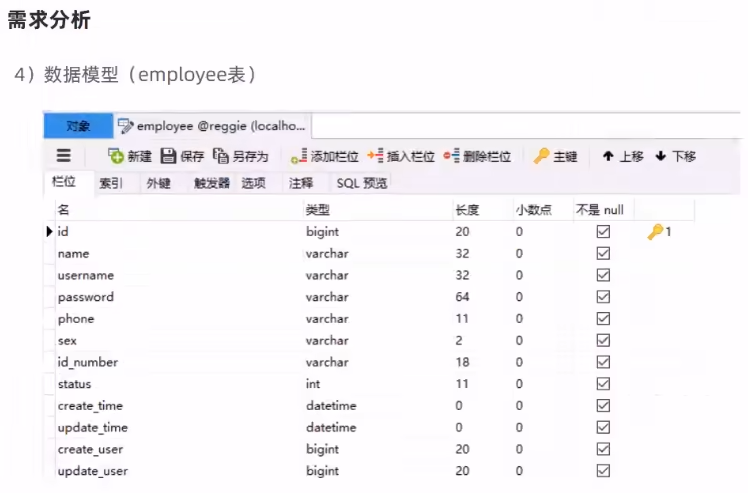 需求分析
4）数据模型（employee表）
对象 employee @reggie (localho...
新建 保存 另存为 添加栏位 插入栏位 删除栏位 主键 上移 下移
栏位 索引 外键 触发器 选项 注释 SQL 预览
名 类型 长度 小数点 不是 null
id bigint 20 0 1
name varchar 32 0
username varchar 32 0
password varchar 64 0
phone varchar 11 0
sex varchar 2 0
id_number varchar 18 0
status int 11 0
create_time datetime 0 0
update_time datetime 0 0
create_user bigint 20 0
update_user bigint 20 0